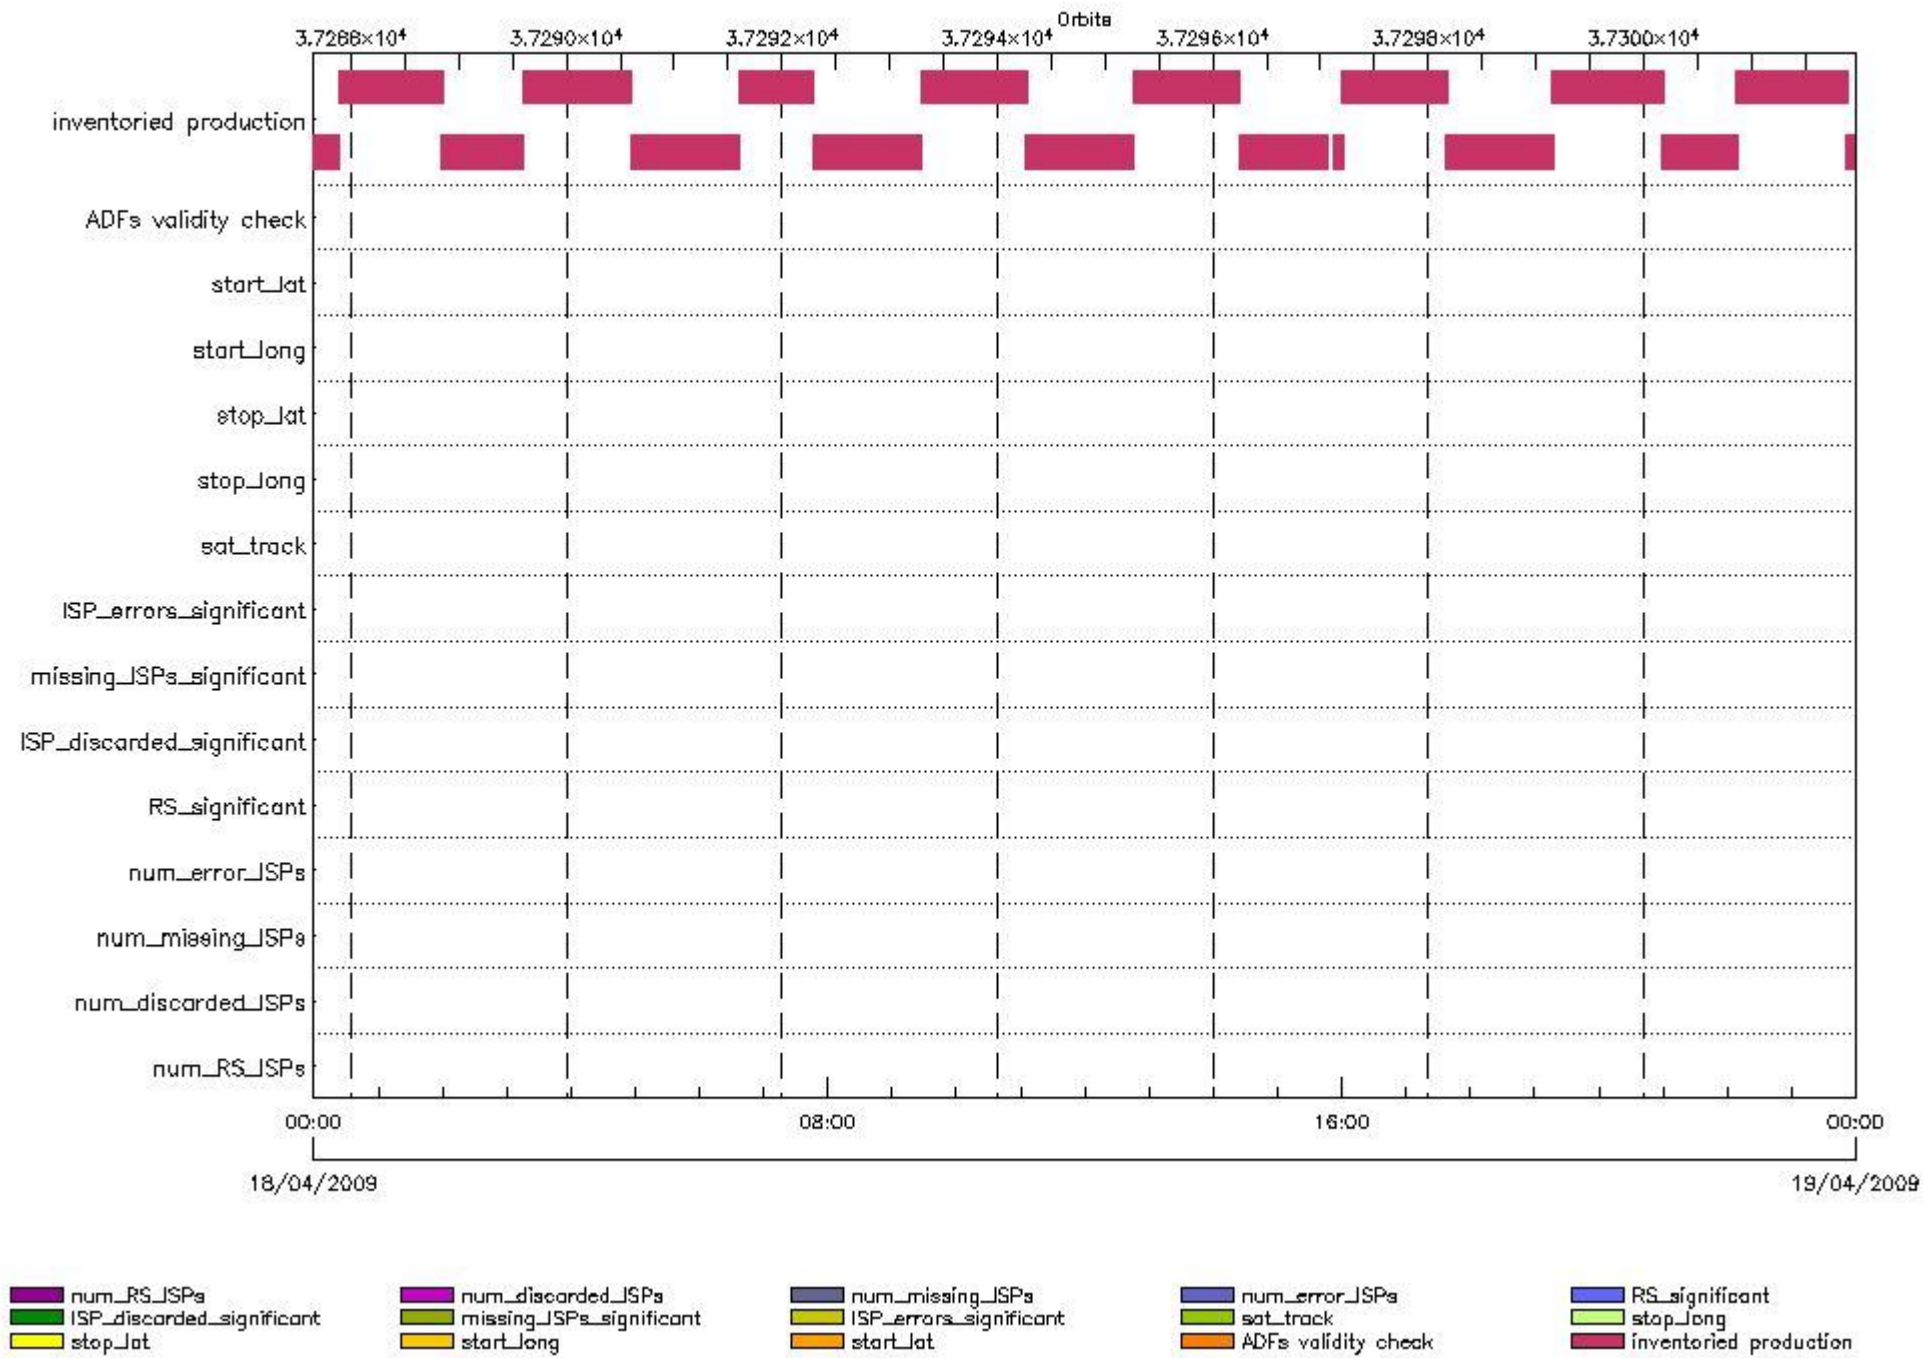 Orbits
3.7288×10⁴ 3.7290×10⁴ 3.7292×10⁴ 3.7294×10⁴ 3.7296×10⁴ 3.7298×10⁴ 3.7300×10⁴
inventoried production
ADFs validity check
start_lat
start_long
stop_lat
stop_long
sat_track
ISP_errors_significant
missing_ISPs_significant
ISP_discarded_significant
RS_significant
num_error_ISPs
num_missing_ISPs
num_discarded_ISPs
num_RS_ISPs
00:00 08:00 16:00 00:00
18/04/2009 19/04/2009
num_RS_ISPs num_discarded_ISPs num_missing_ISPs num_error_ISPs RS_significant
ISP_discarded_significant missing_ISPs_significant ISP_errors_significant sat_track stop_long
stop_lat start_long start_lat ADFs validity check inventoried production